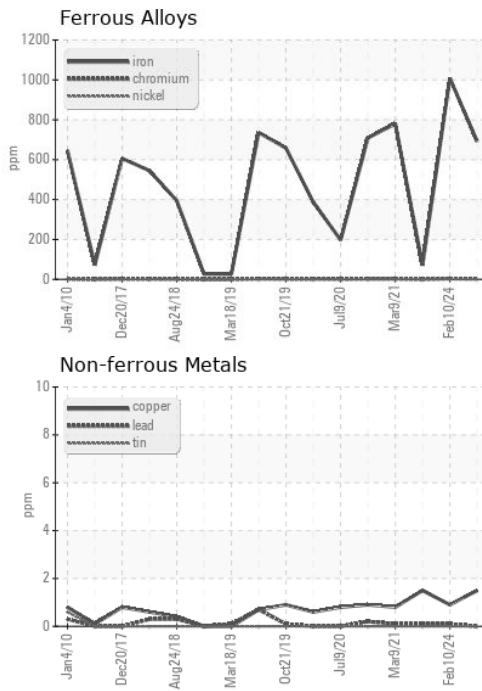 Ferrous Alloys
1200
1000
800
600
400
200
0
ppm
iron
chromium
nickel
Jan4/10
Dec20/17
Aug24/18
Mar18/19
Oct21/19
Jul9/20
Mar9/21
Feb10/24
Non-ferrous Metals
10
8
6
4
2
0
ppm
copper
lead
tin
Jan4/10
Dec20/17
Aug24/18
Mar18/19
Oct21/19
Jul9/20
Mar9/21
Feb10/24